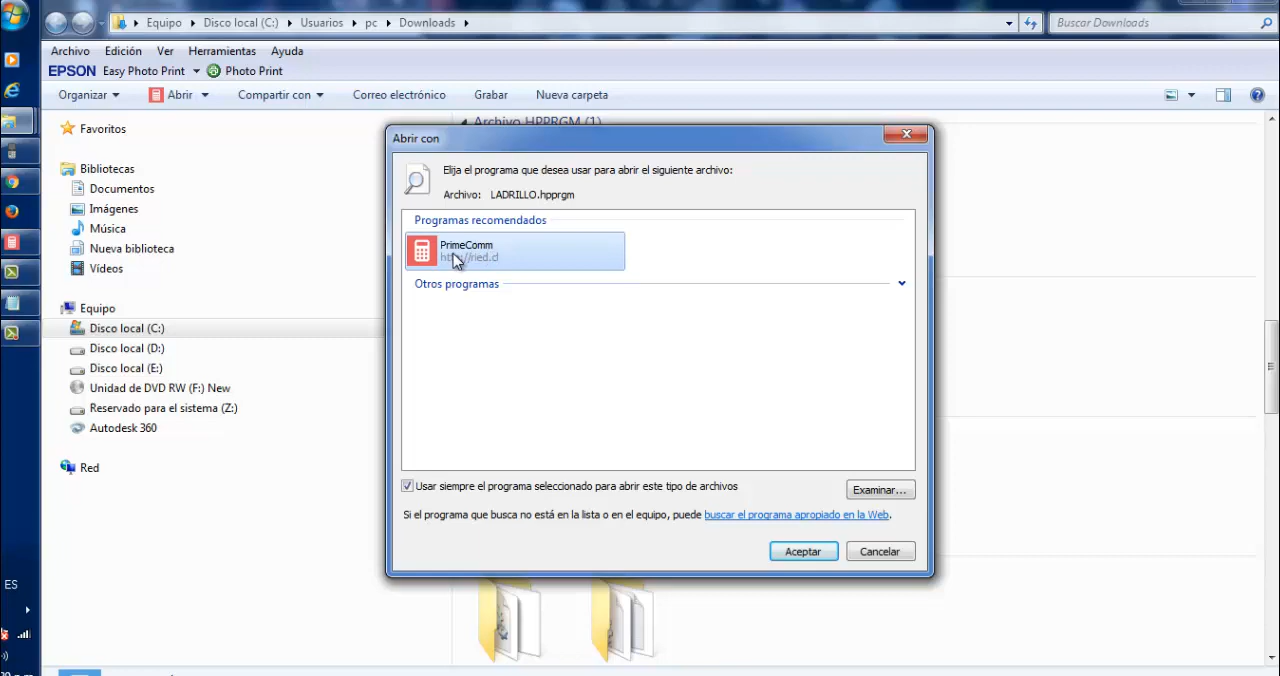 Equipo Disco local (C:) Usuarios pc Downloads
Buscar Downloads
Archivo Edición Ver Herramientas Ayuda
EPSON Easy Photo Print Photo Print
Organizar Abrir Compartir con Correo electrónico Grabar Nueva carpeta
Favoritos
Bibliotecas
Documentos
Imágenes
Música
Nueva biblioteca
Vídeos
Equipo
Disco local (C:)
Disco local (D:)
Disco local (E:)
Unidad de DVD RW (F:) New
Reservado para el sistema (Z:)
Autodesk 360
Red
Archivo HPPRGM (1)
Abrir con
Elija el programa que desea usar para abrir el siguiente archivo:
Archivo: LADRILLO.hpprgm
Programas recomendados
PrimeComm
Otros programas
Usar siempre el programa seleccionado para abrir este tipo de archivos
Examinar...
Si el programa que busca no está en la lista o en el equipo, puede buscar el programa apropiado en la Web.
Aceptar Cancelar
ES